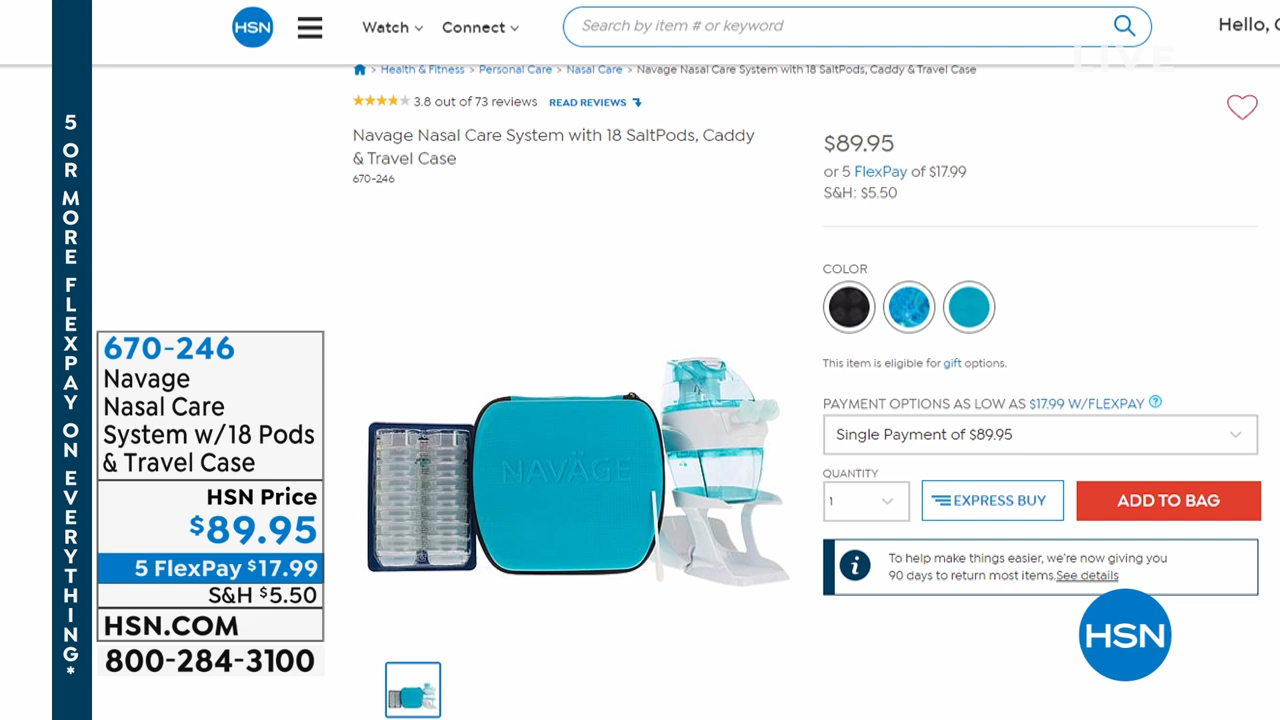 HSN
Watch
Connect
Search by item # or keyword
Hello,
LIVE
> Health & Fitness > Personal Care > Nasal Care > Navage Nasal Care System with 18 SaltPods, Caddy & Travel Case
3.8 out of 73 reviews READ REVIEWS
Navage Nasal Care System with 18 SaltPods, Caddy
& Travel Case
670-246
$89.95
or 5 FlexPay of $17.99
S&H: $5.50
COLOR
This item is eligible for gift options.
PAYMENT OPTIONS AS LOW AS $17.99 W/FLEXPAY ?
Single Payment of $89.95
QUANTITY
1
EXPRESS BUY
ADD TO BAG
i
To help make things easier, we're now giving you
90 days to return most items.See details
HSN
NAVÄGE
5 OR MORE FLEXPAY ON EVERYTHING*
670-246
Navage
Nasal Care
System w/18 Pods
& Travel Case
HSN Price
$89.95
5 FlexPay $17.99
S&H $5.50
HSN.COM
800-284-3100